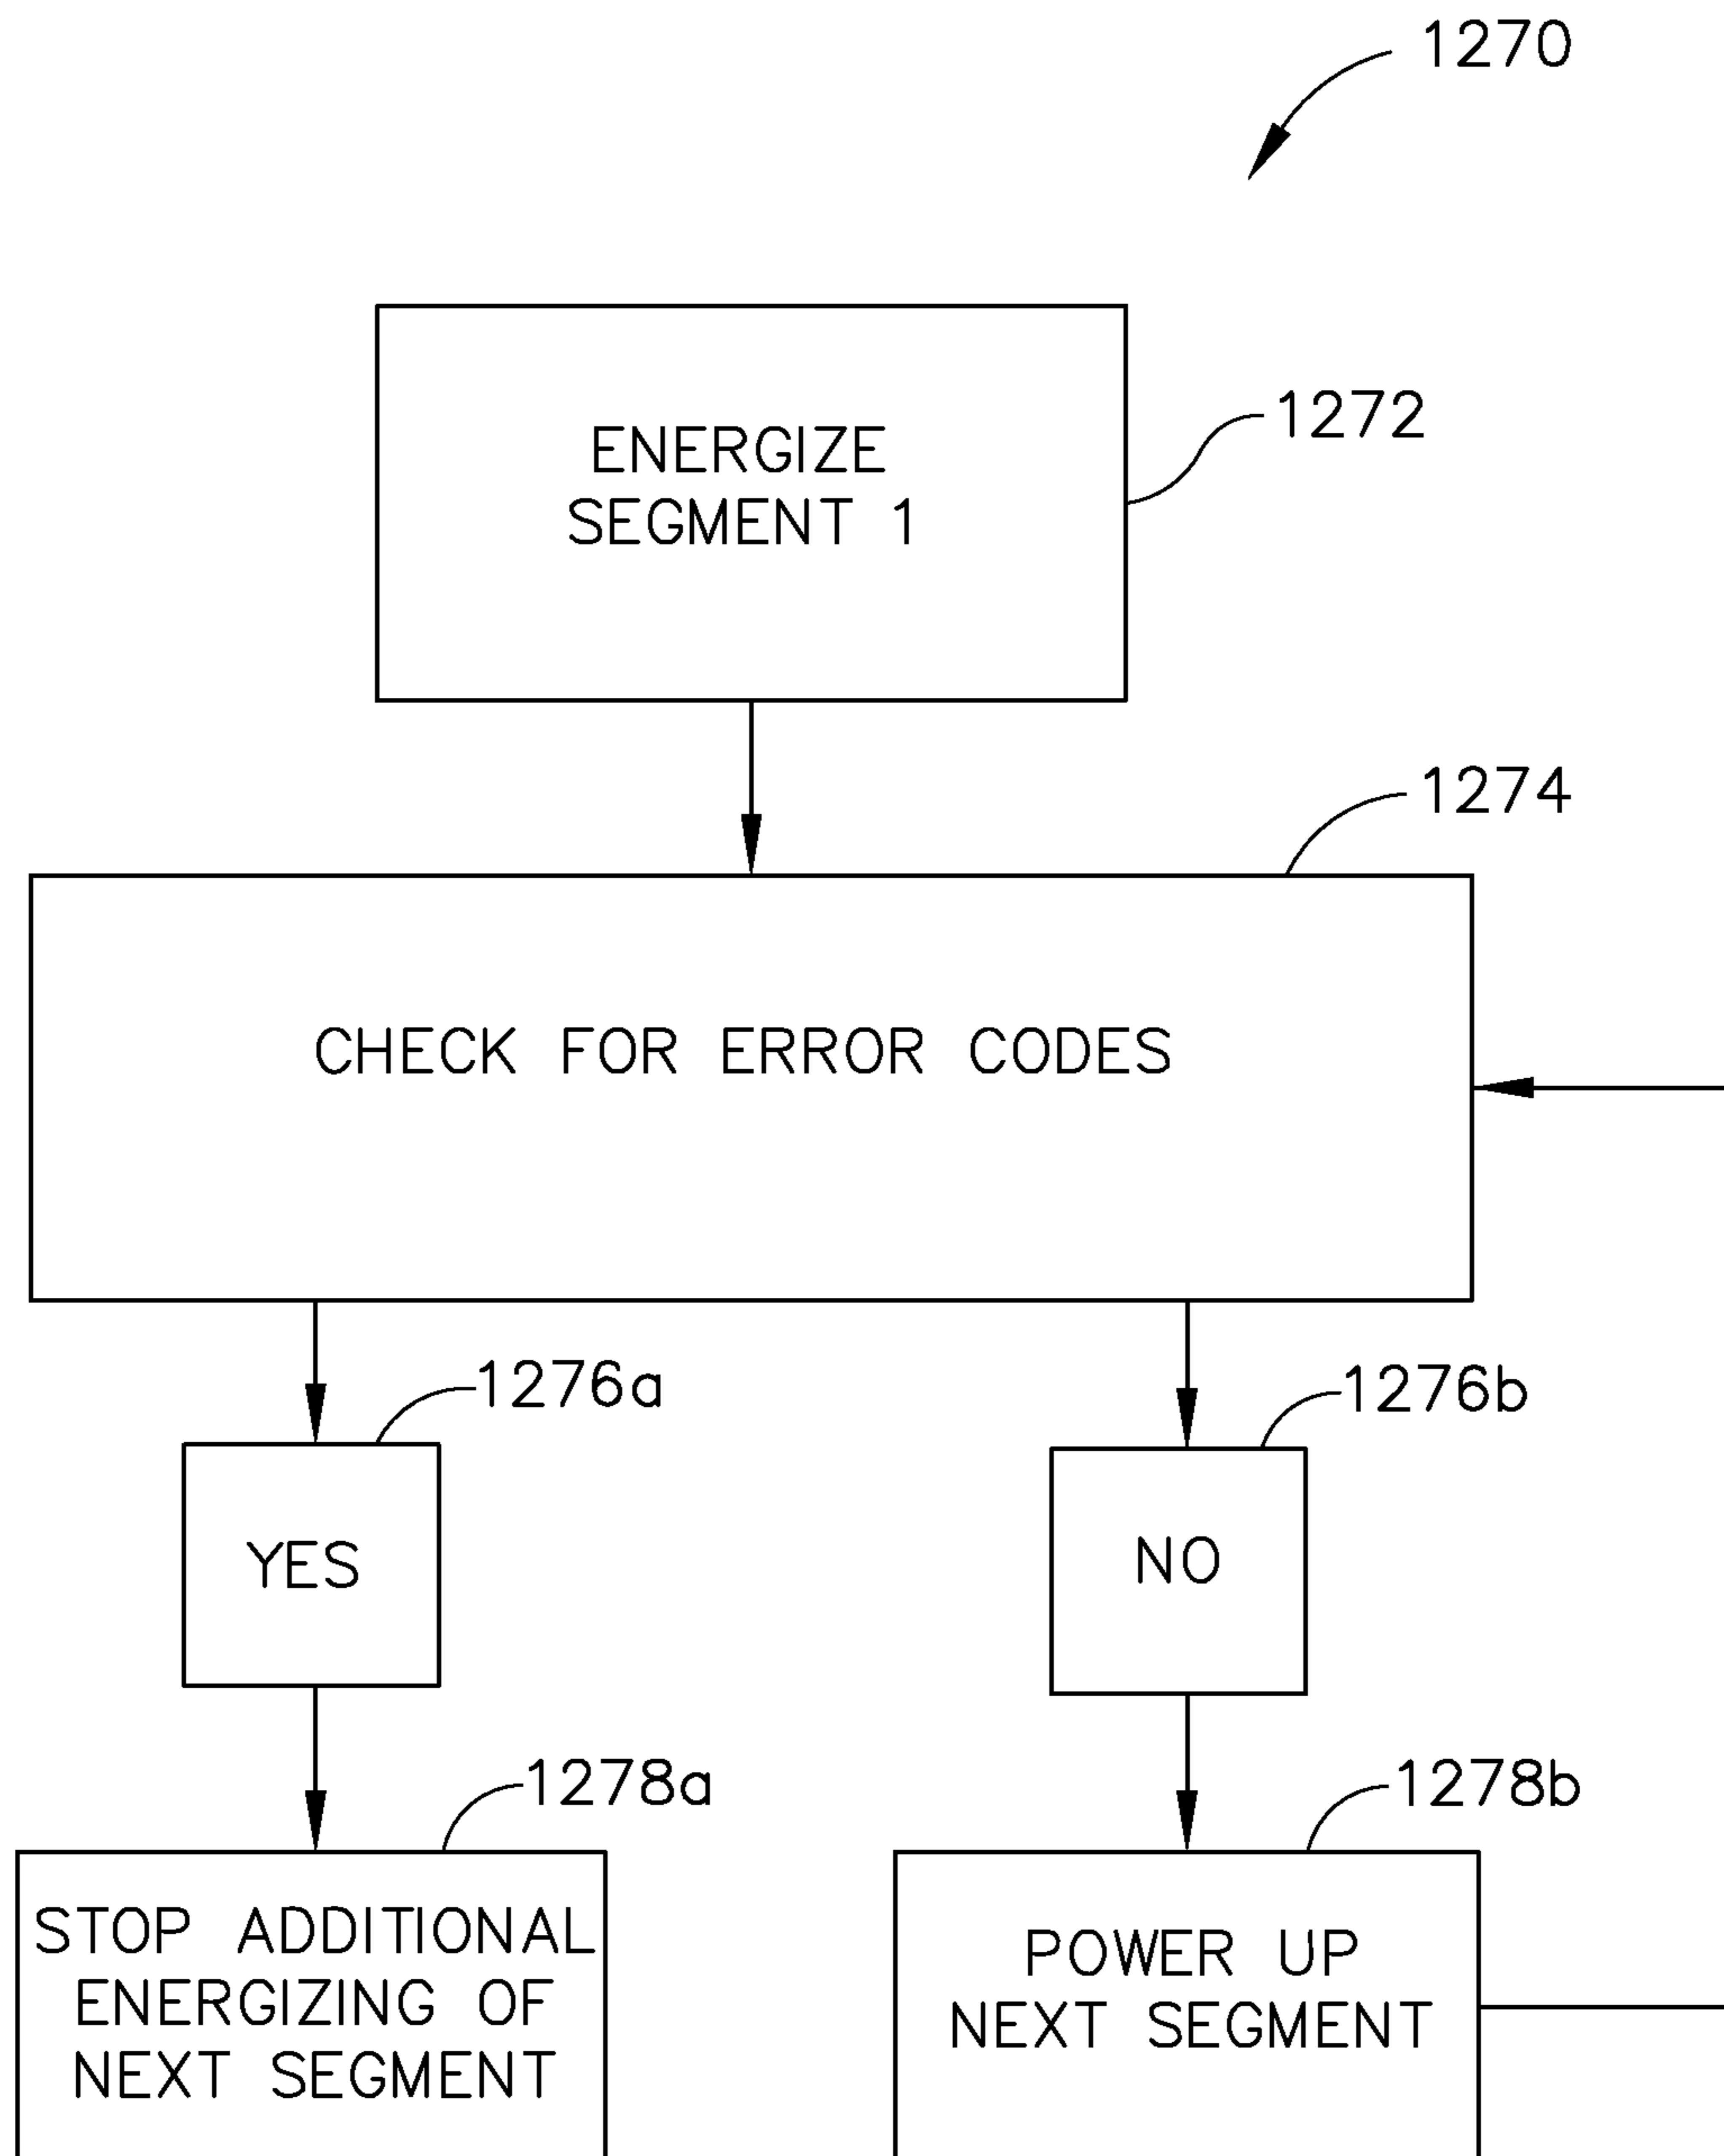 1270
ENERGIZE
SEGMENT 1
1272
1274
CHECK FOR ERROR CODES
1276a
1276b
YES
NO
1278a
1278b
STOP ADDITIONAL
ENERGIZING OF
NEXT SEGMENT
POWER UP
NEXT SEGMENT